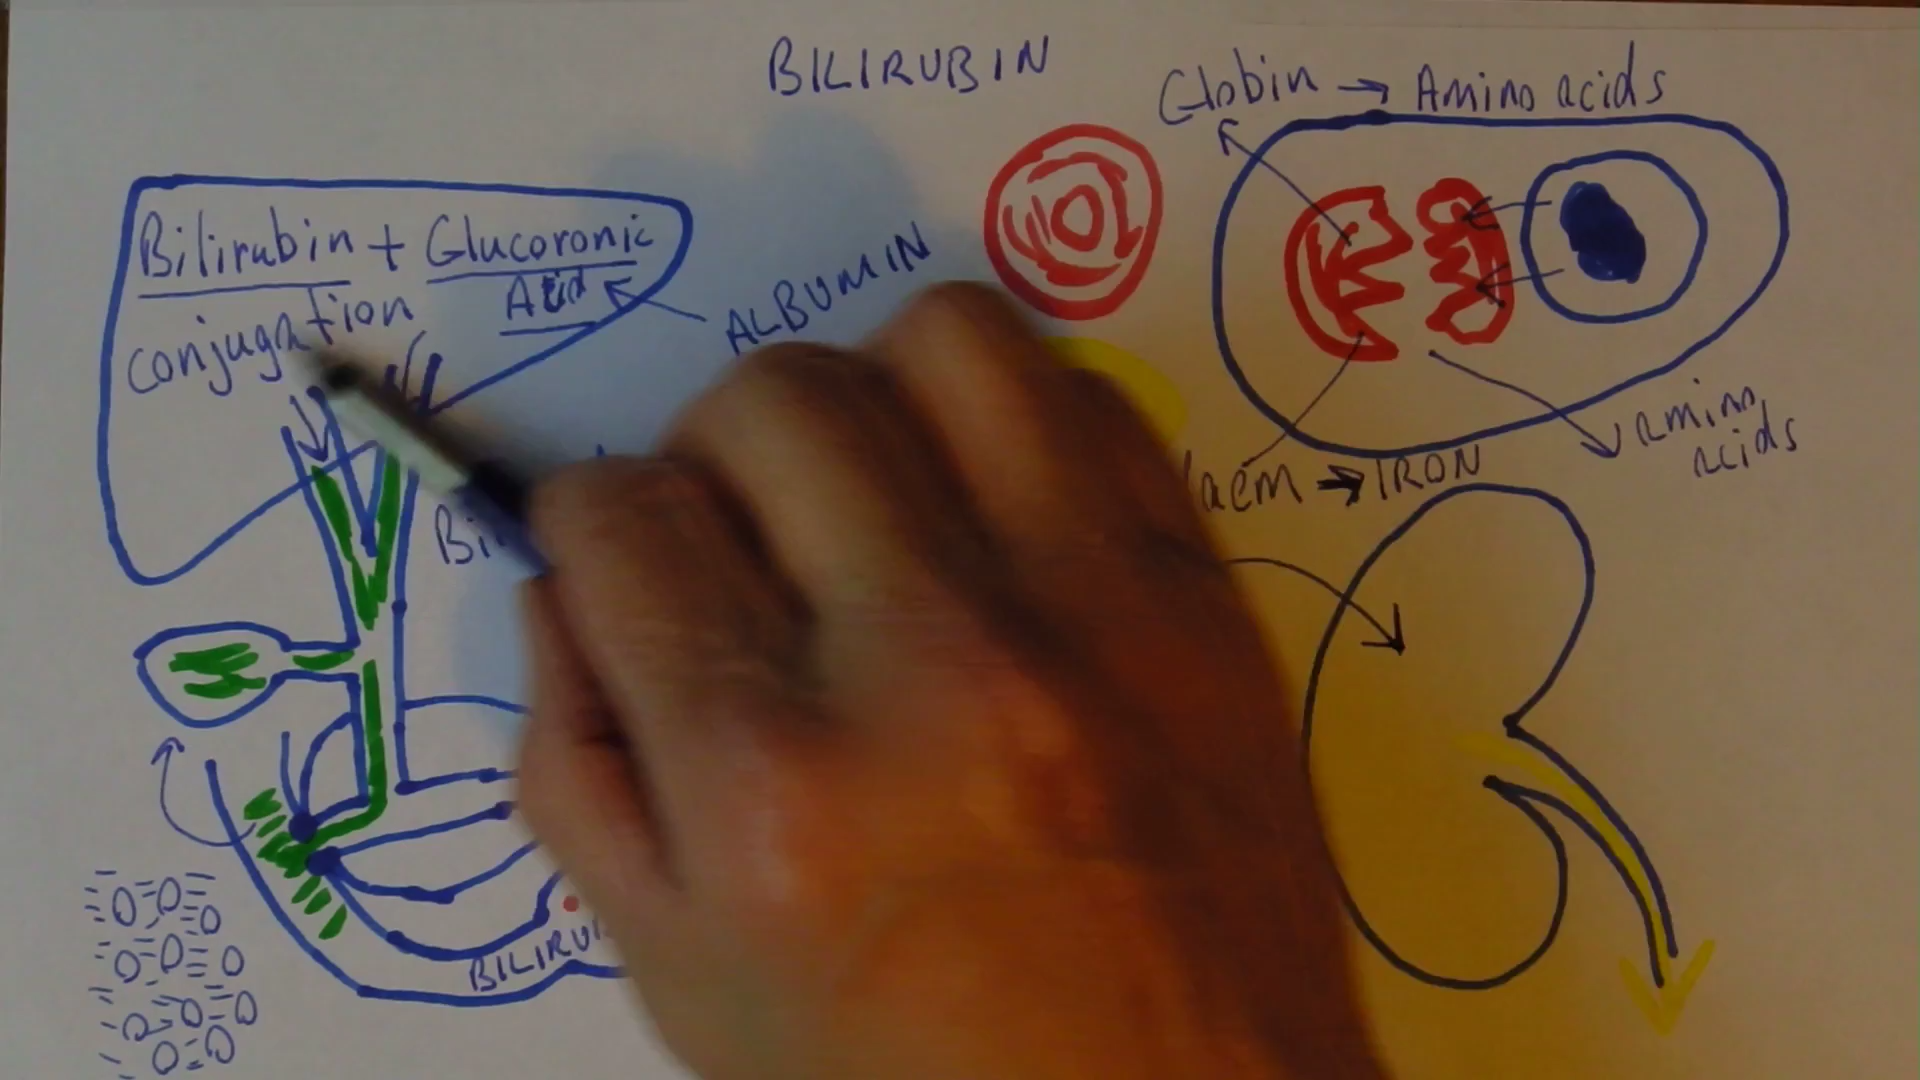 BILIRUBIN
Globin → Amino acids
Bilirubin + Glucoronic
Acid
conjugation
ALBUMIN
→ IRON
amino
acids